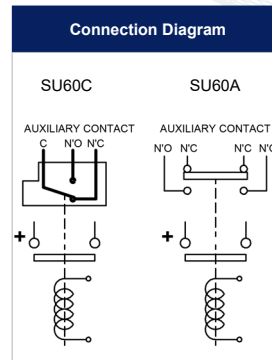 Connection Diagram
SU60C SU60A
AUXILIARY CONTACT AUXILIARY CONTACT
C N'O N'C N'O N'C N'C N'O
+ +